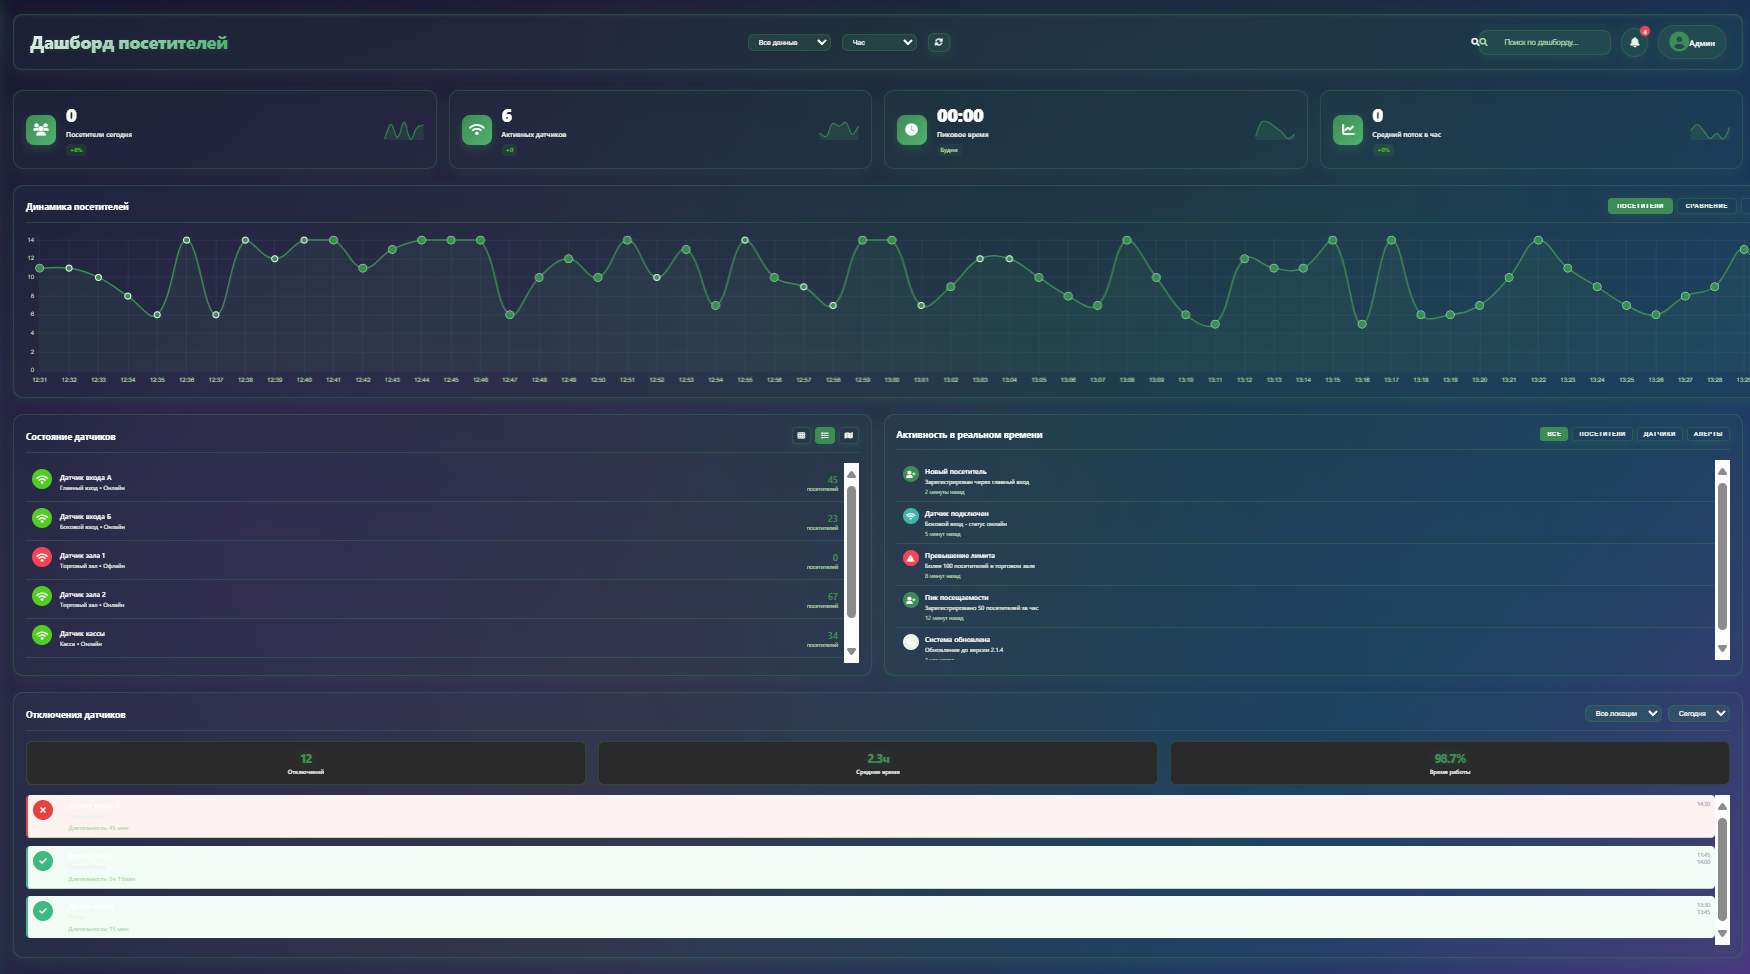 Дашборд посетителей
Все данные
Час
Поиск по дашборду...
4
Админ
0
Посетители сегодня
+0%
6
Активных датчиков
+0
00:00
Пиковое время
Будни
0
Средний поток в час
+0%
Динамика посетителей
ПОСЕТИТЕЛИ
СРАВНЕНИЕ
14
12
10
8
6
4
2
0
12:31 12:32 12:33 12:34 12:35 12:36 12:37 12:38 12:39 12:40 12:41 12:42 12:43 12:44 12:45 12:46 12:47 12:48 12:49 12:50 12:51 12:52 12:53 12:54 12:55 12:56 12:57 12:58 12:59 13:00 13:01 13:02 13:03 13:04 13:05 13:06 13:07 13:08 13:09 13:10 13:11 13:12 13:13 13:14 13:15 13:16 13:17 13:18 13:19 13:20 13:21 13:22 13:23 13:24 13:25 13:26 13:27 13:28 13:29
Состояние датчиков
Датчик входа А
Главный вход • Онлайн
45
посетителей
Датчик входа Б
Боковой вход • Онлайн
23
посетителей
Датчик зала 1
Торговый зал • Офлайн
0
посетителей
Датчик зала 2
Торговый зал • Онлайн
67
посетителей
Датчик кассы
Касса • Онлайн
34
посетителей
Активность в реальном времени
ВСЕ
ПОСЕТИТЕЛИ
ДАТЧИКИ
АЛЕРТЫ
Новый посетитель
Зарегистрирован через главный вход
2 минуты назад
Датчик подключен
Боковой вход - статус онлайн
5 минут назад
Превышение лимита
Более 100 посетителей в торговом зале
8 минут назад
Пик посещаемости
Зарегистрировано 50 посетителей за час
12 минут назад
Система обновлена
Обновление до версии 2.1.4
Отключения датчиков
Все локации
Сегодня
12
Отключений
2.3ч
Среднее время
98.7%
Время работы
Длительность: 45 мин
14:30
Длительность: 2ч 15мин
11:45
14:00
Длительность: 15 мин
13:30
13:45